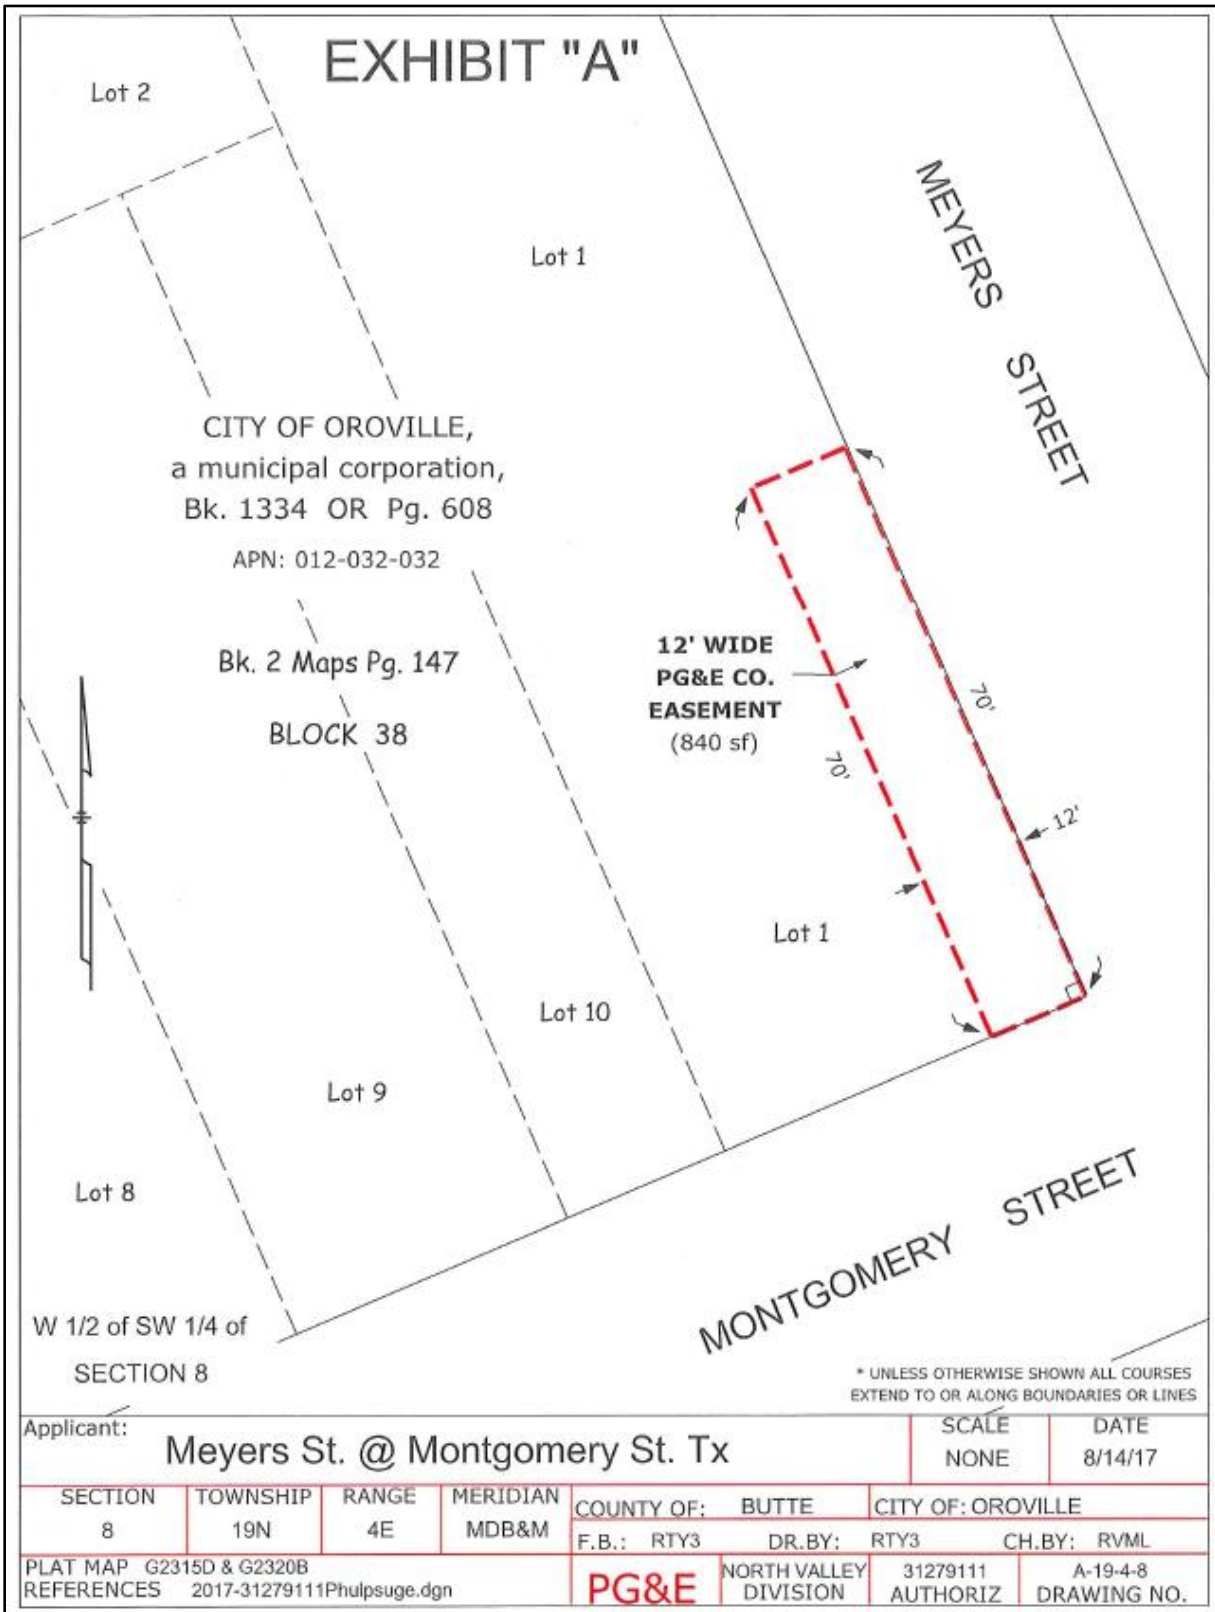 EXHIBIT "A"
Lot 2
Lot 1
MEYERS STREET
CITY OF OROVILLE,
a municipal corporation,
Bk. 1334 OR Pg. 608
APN: 012-032-032
Bk. 2 Maps Pg. 147
BLOCK 38
12' WIDE
PG&E CO.
EASEMENT
(840 sf)
70'
70'
12'
Lot 1
Lot 10
Lot 9
Lot 8
MONTGOMERY STREET
W 1/2 of SW 1/4 of
SECTION 8
* UNLESS OTHERWISE SHOWN ALL COURSES
EXTEND TO OR ALONG BOUNDARIES OR LINES
Applicant:
Meyers St. @ Montgomery St. Tx
SCALE
NONE
DATE
8/14/17
SECTION
8
TOWNSHIP
19N
RANGE
4E
MERIDIAN
MDB&M
COUNTY OF: BUTTE
CITY OF: OROVILLE
F.B.: RTY3 DR.BY: RTY3 CH.BY: RVML
PLAT MAP G2315D & G2320B
REFERENCES 2017-31279111Phulpsuge.dgn
PG&E
NORTH VALLEY
DIVISION
31279111
AUTHORIZ
A-19-4-8
DRAWING NO.